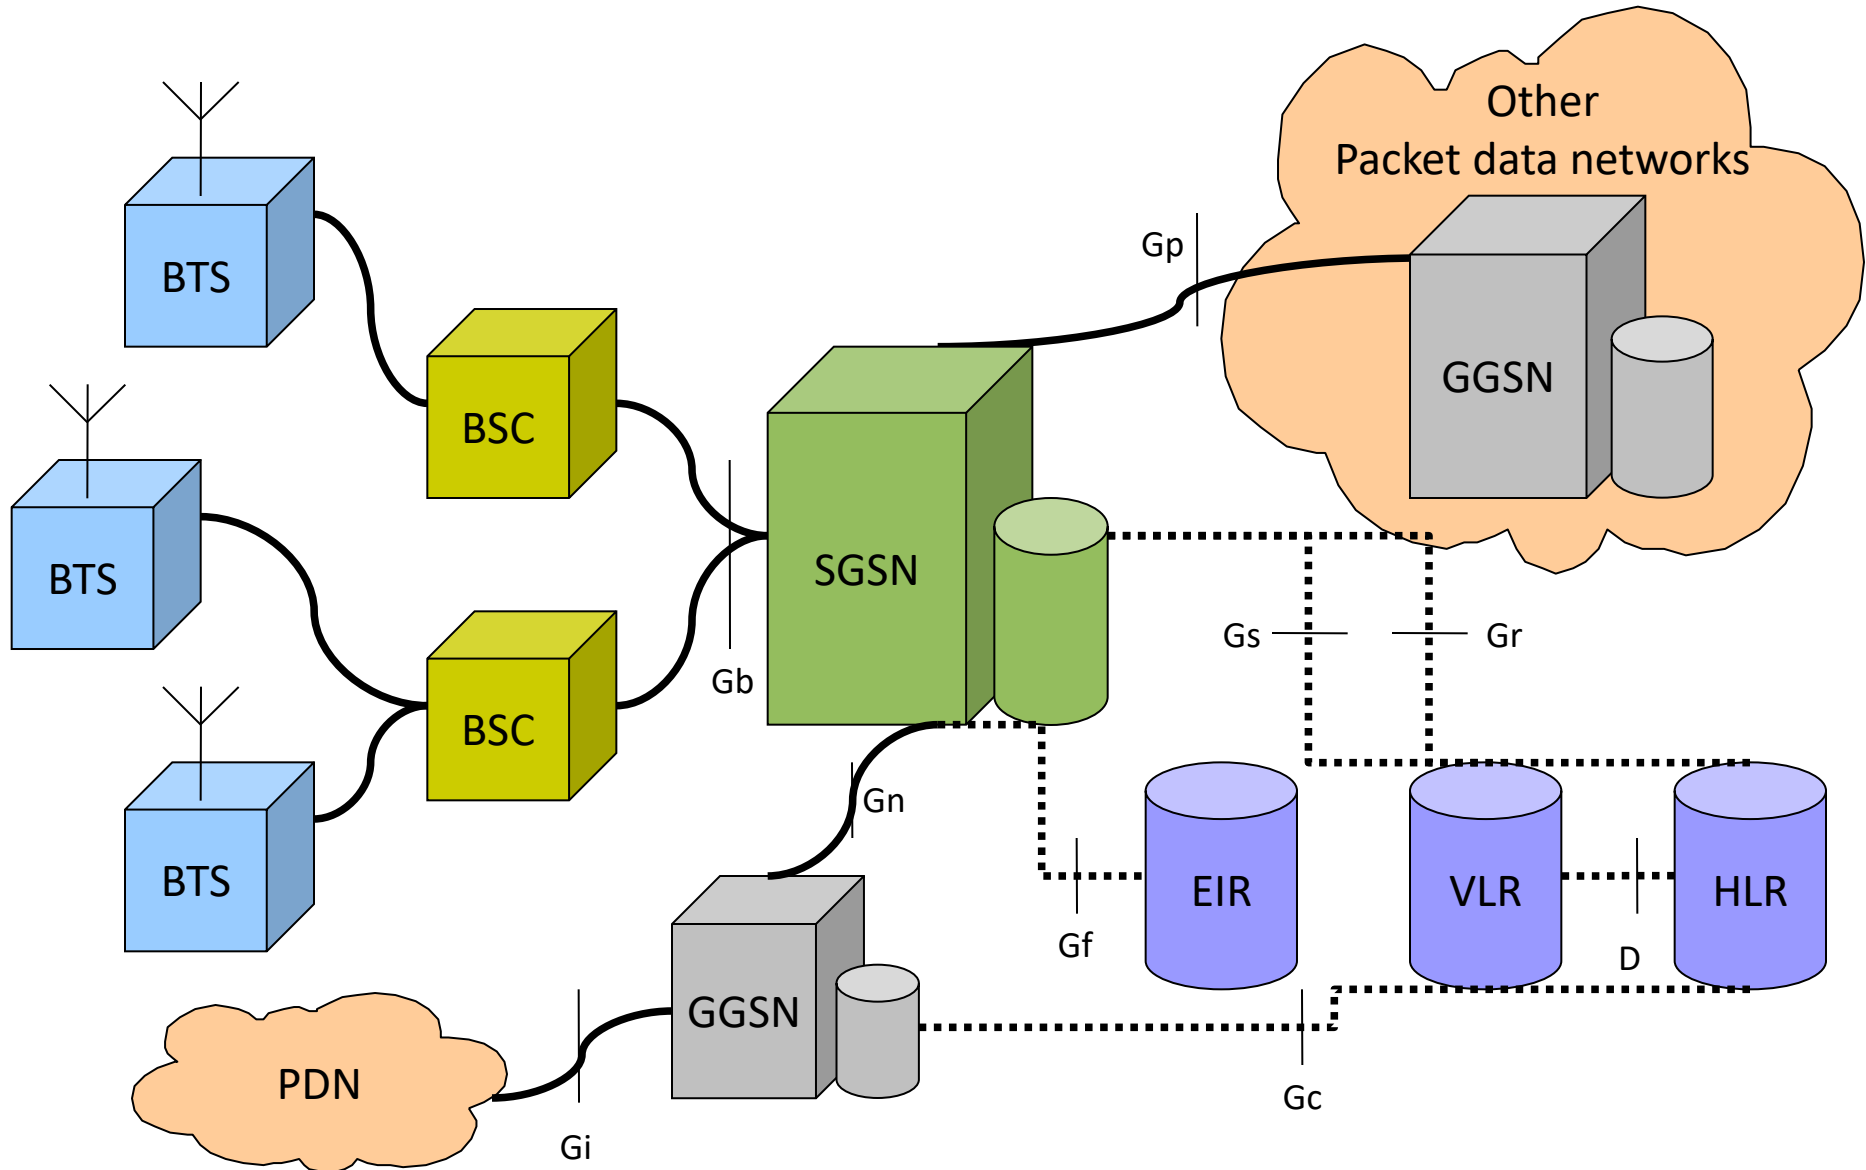 Other
Packet data networks
Gp
BTS
GGSN
BSC
SGSN
BTS
Gs
Gr
Gb
BSC
Gn
BTS
EIR
VLR
HLR
Gf
D
GGSN
PDN
Gc
Gi